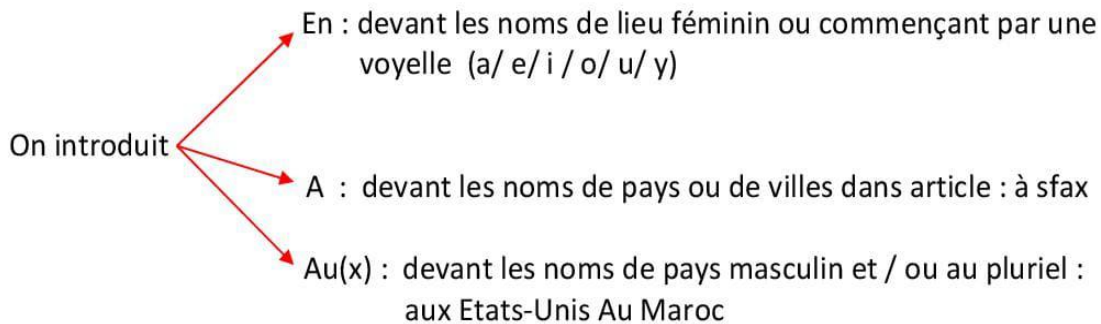 En : devant les noms de lieu féminin ou commençant par une
voyelle (a/ e/ i / o/ u/ y)
On introduit
A : devant les noms de pays ou de villes dans article : à sfax
Au(x) : devant les noms de pays masculin et / ou au pluriel :
aux Etats-Unis Au Maroc